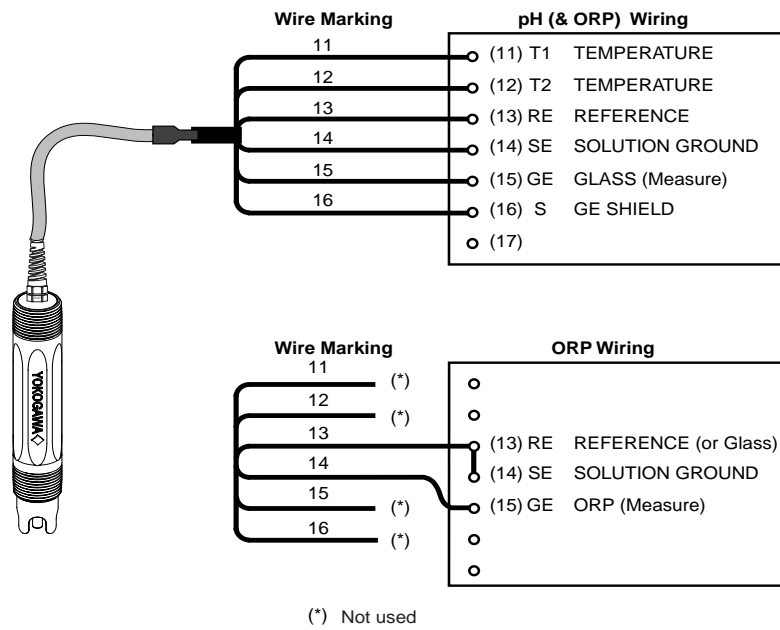 Wire Marking
pH (& ORP) Wiring
11
(11) T1 TEMPERATURE
12
(12) T2 TEMPERATURE
13
(13) RE REFERENCE
14
(14) SE SOLUTION GROUND
15
(15) GE GLASS (Measure)
16
(16) S GE SHIELD
(17)
YOKOGAWA
Wire Marking
ORP Wiring
11
(*)
12
(*)
13
(13) RE REFERENCE (or Glass)
14
(14) SE SOLUTION GROUND
15
(*)
(15) GE ORP (Measure)
16
(*)
(*) Not used